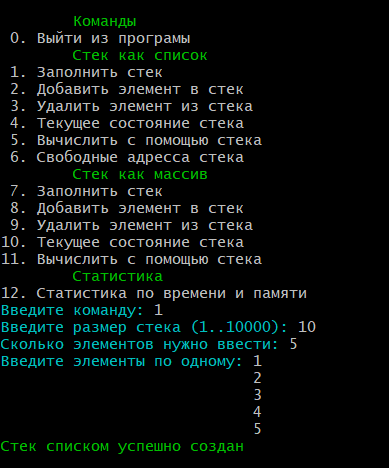 Команды
0. Выйти из програмы
Стек как список
1. Заполнить стек
2. Добавить элемент в стек
3. Удалить элемент из стека
4. Текущее состояние стека
5. Вычислить с помощью стека
6. Свободные адресса стека
Стек как массив
7. Заполнить стек
8. Добавить элемент в стек
9. Удалить элемент из стека
10. Текущее состояние стека
11. Вычислить с помощью стека
Статистика
12. Статистика по времени и памяти
Введите команду: 1
Введите размер стека (1..10000): 10
Сколько элементов нужно ввести: 5
Введите элементы по одному: 1
2
3
4
5
Стек списком успешно создан